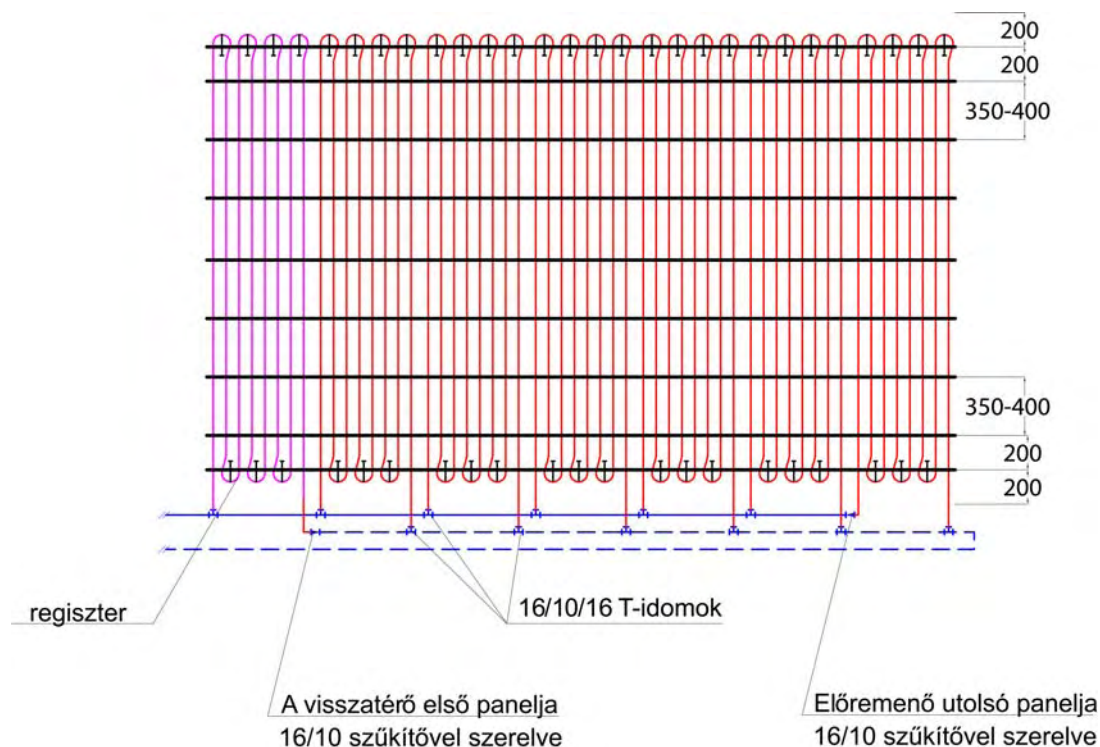 200
200
350-400
350-400
200
200
regiszter
16/10/16 T-idomok
A visszatérő első panelja
16/10 szűkítővel szerelve
Előremenő utolsó panelja
16/10 szűkítővel szerelve